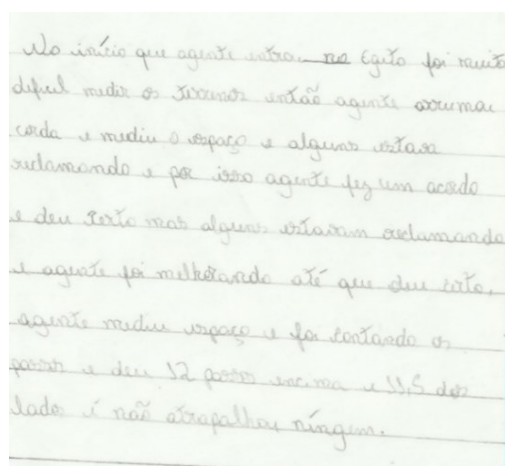 No início que agente entrou no Egito foi muito
difícil medir os terrenos então agente arrumou
corda e mediu o espaço e alguns estava
reclamando e por isso agente fez um acordo
e deu certo mas alguns estavam reclamando
e agente foi melhorando até que deu certo,
agente mediu espaço e foi contando os
passos e deu 12 passos encima e 11,5 dos
lados i não atrapalhou ningem.